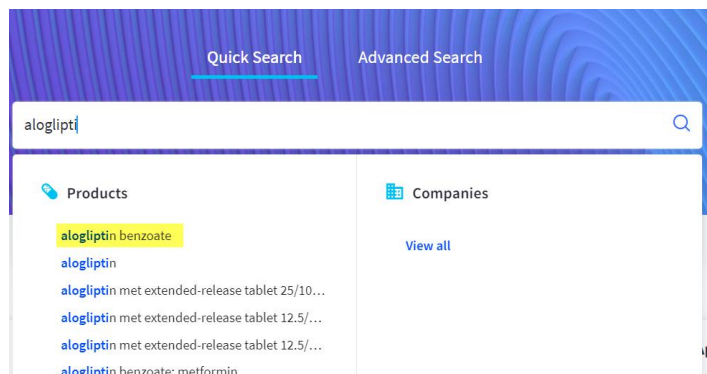 Quick Search
Advanced Search
aloglipti
Products
alogliptin benzoate
alogliptin
alogliptin met extended-release tablet 25/10...
alogliptin met extended-release tablet 12.5/...
alogliptin met extended-release tablet 12.5/...
alogliptin benzoate; metformin
Companies
View all